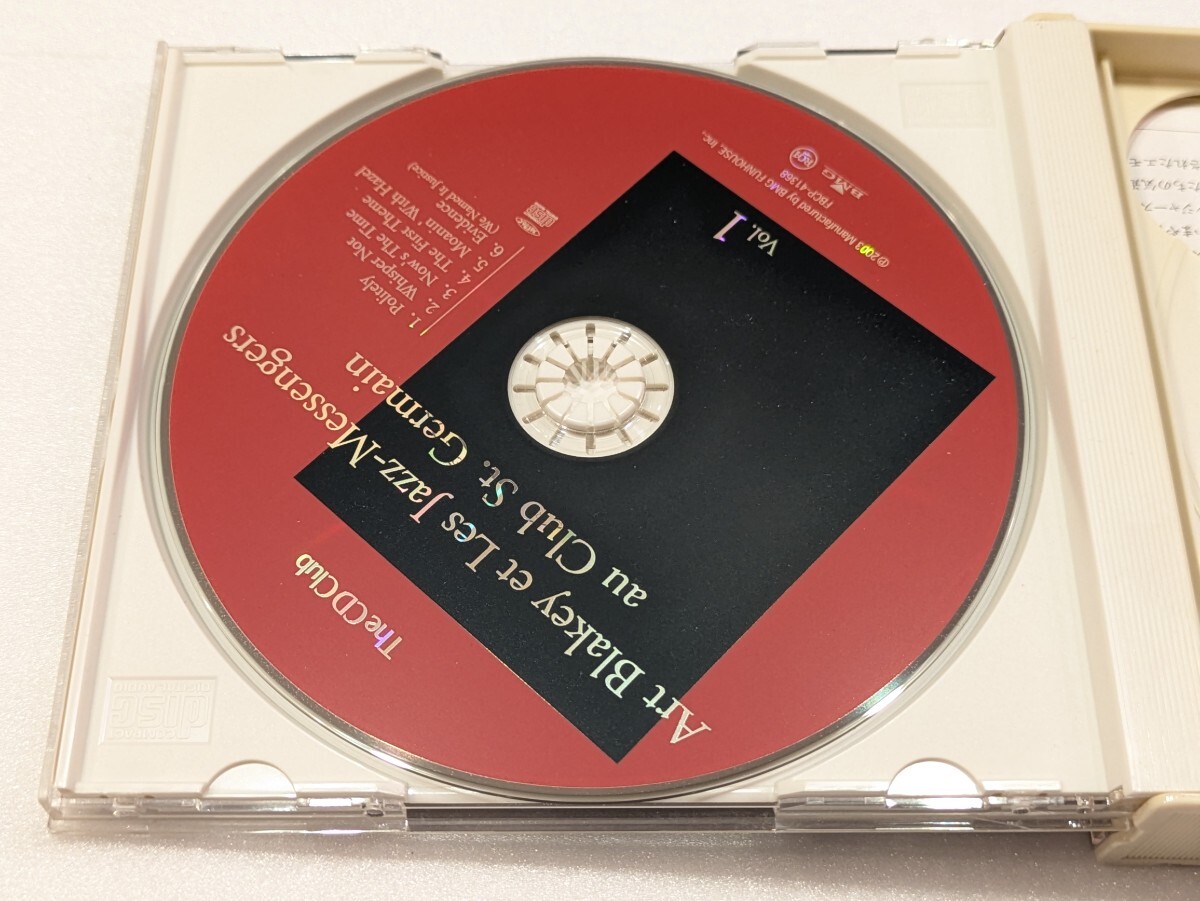 The CD Club
Art Blakey et Les Jazz-Messengers
au Club St. Germain
Vol. 1
1. Politely
2. Whisper Not
3. Now's The Time
4. The First Theme
5. Moanin' With Hazel
6. Evidence
(We Named It Justice)
BMG
℗2003 Manufactured by BMG FUNHOUSE, Inc.
FBCP-41368